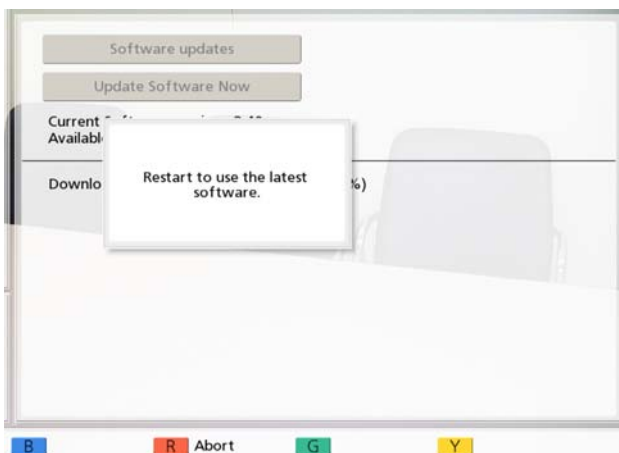 Software updates
Update Software Now
Current
Availabl
Restart to use the latest
software.
Downlo %)
B R Abort G Y